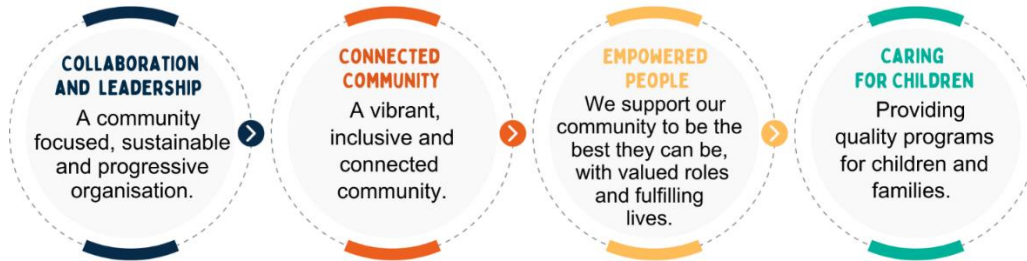 COLLABORATION
AND LEADERSHIP
A community
focused, sustainable
and progressive
organisation.
CONNECTED
COMMUNITY
A vibrant,
inclusive and
connected
community.
EMPOWERED
PEOPLE
We support our
community to be the
best they can be,
with valued roles
and fulfilling
lives.
CARING
FOR CHILDREN
Providing
quality programs
for children and
families.